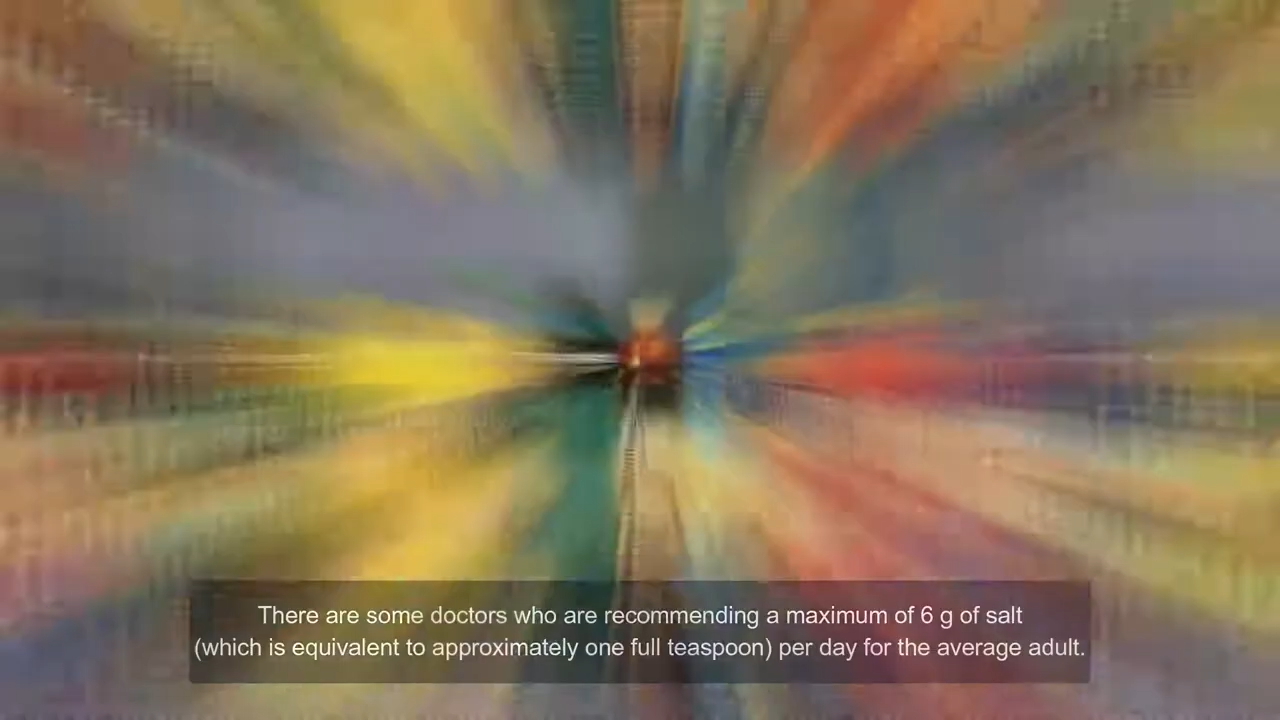 There are some doctors who are recommending a maximum of 6 g of salt
(which is equivalent to approximately one full teaspoon) per day for the average adult.